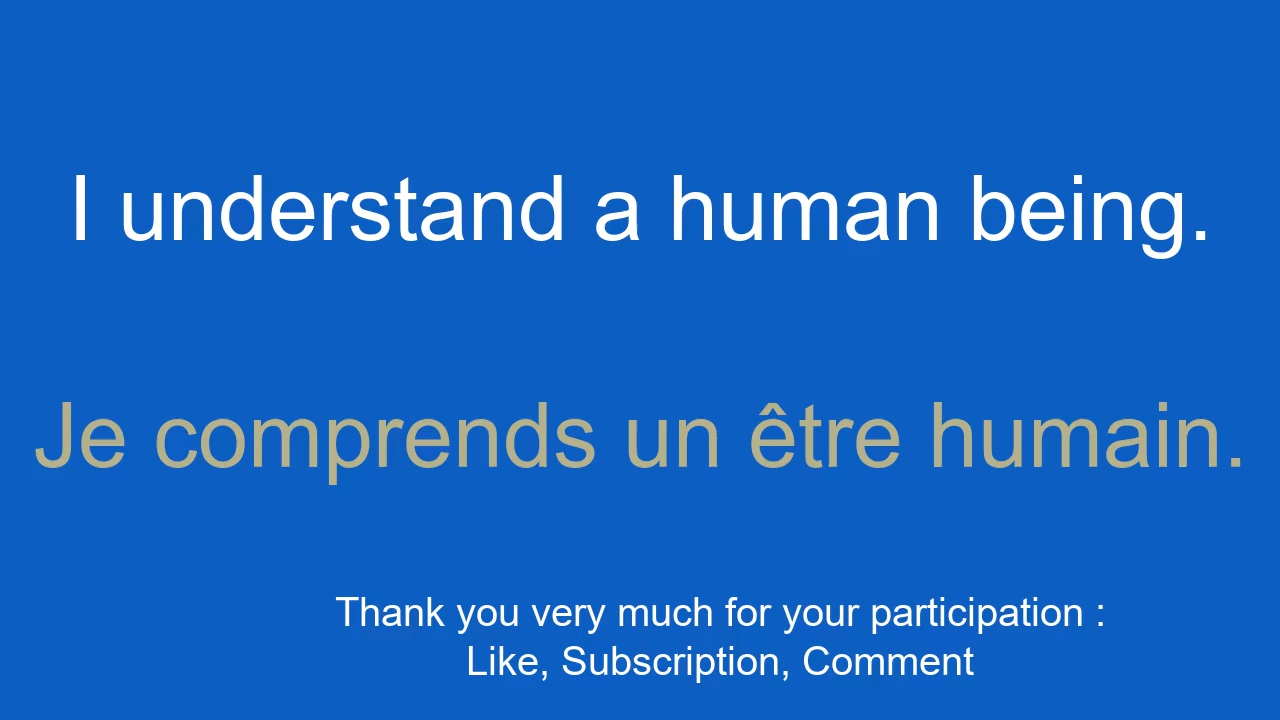 I understand a human being.
Je comprends un être humain.
Thank you very much for your participation :
Like, Subscription, Comment